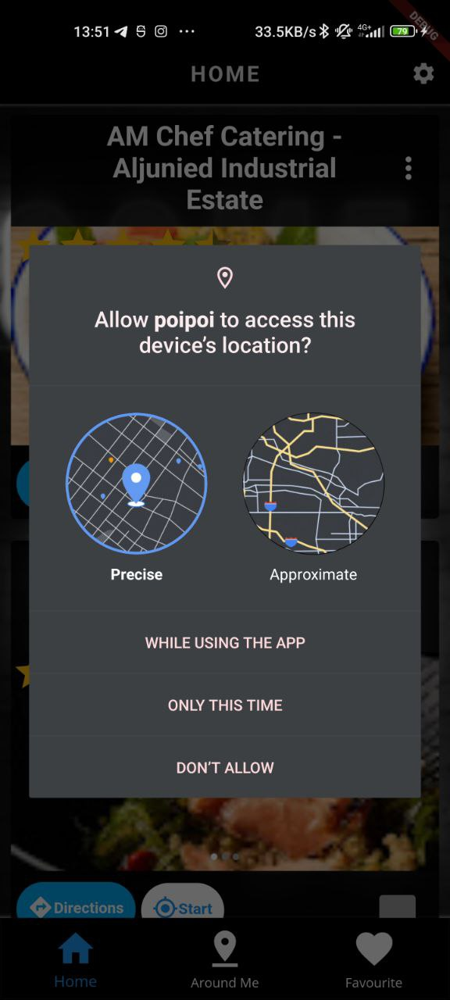 13:51
33.5KB/s
4G+
79
DEBUG
HOME
AM Chef Catering -
Aljunied Industrial
Estate
Allow poipoi to access this
device’s location?
Precise
Approximate
WHILE USING THE APP
ONLY THIS TIME
DON’T ALLOW
Directions
Start
Home
Around Me
Favourite